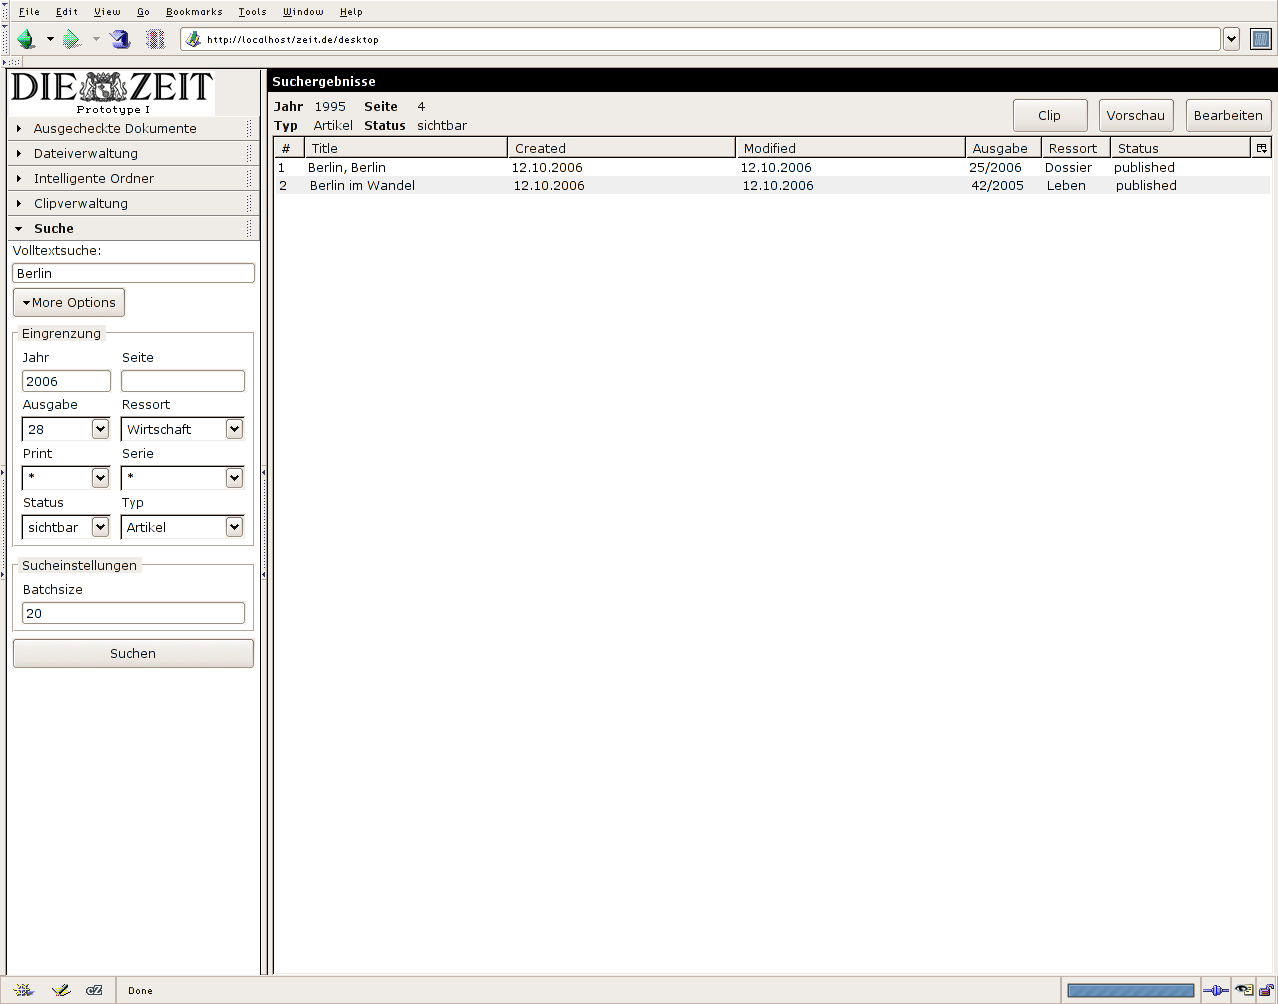 File Edit View Go Bookmarks Tools Window Help
http://localhost/zeit.de/desktop
DIE ZEIT
Prototype I
Ausgecheckte Dokumente
Dateiverwaltung
Intelligente Ordner
Clipverwaltung
Suche
Volltextsuche:
Berlin
More Options
Eingrenzung
Jahr Seite
2006
Ausgabe Ressort
28 Wirtschaft
Print Serie
* *
Status Typ
sichtbar Artikel
Sucheinstellungen
Batchsize
20
Suchen
Suchergebnisse
Jahr 1995 Seite 4
Typ Artikel Status sichtbar
Clip Vorschau Bearbeiten
# Title Created Modified Ausgabe Ressort Status
1 Berlin, Berlin 12.10.2006 12.10.2006 25/2006 Dossier published
2 Berlin im Wandel 12.10.2006 12.10.2006 42/2005 Leben published
Done